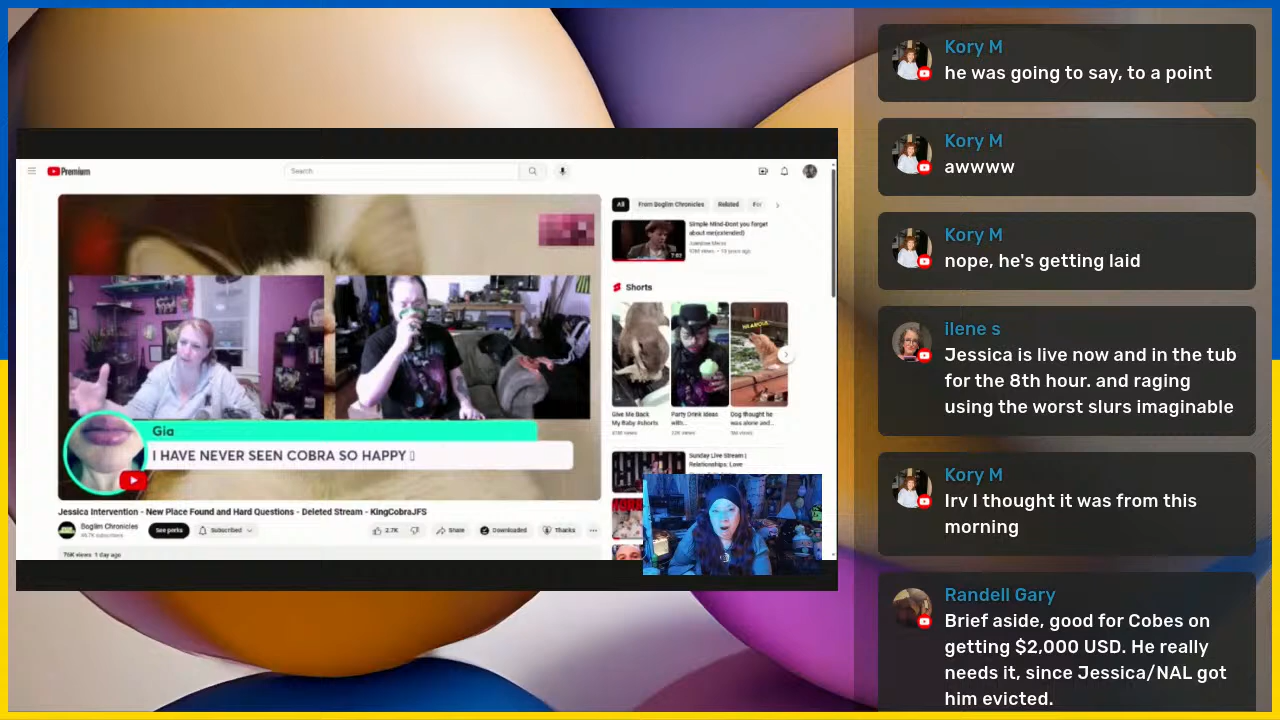 Premium
Search
All
From Boglim Chronicles
Related
For
Simple Mind-Dont you forget
about me(extended)
7:07
Shorts
Give Me Back
My Baby #shorts
Party Drink Ideas
with...
Dog thought he
was alone and...
Sunday Live Stream |
Relationships, Love
Gia
I HAVE NEVER SEEN COBRA SO HAPPY
Jessica Intervention - New Place Found and Hard Questions - Deleted Stream - KingCobraJFS
Boglim Chronicles
See perks
Subscribed
2.7K
Share
Downloaded
Thanks
76K views 1 day ago
Kory M
he was going to say, to a point
Kory M
awwww
Kory M
nope, he's getting laid
ilene s
Jessica is live now and in the tub
for the 8th hour. and raging
using the worst slurs imaginable
Kory M
Irv I thought it was from this
morning
Randell Gary
Brief aside, good for Cobes on
getting $2,000 USD. He really
needs it, since Jessica/NAL got
him evicted.